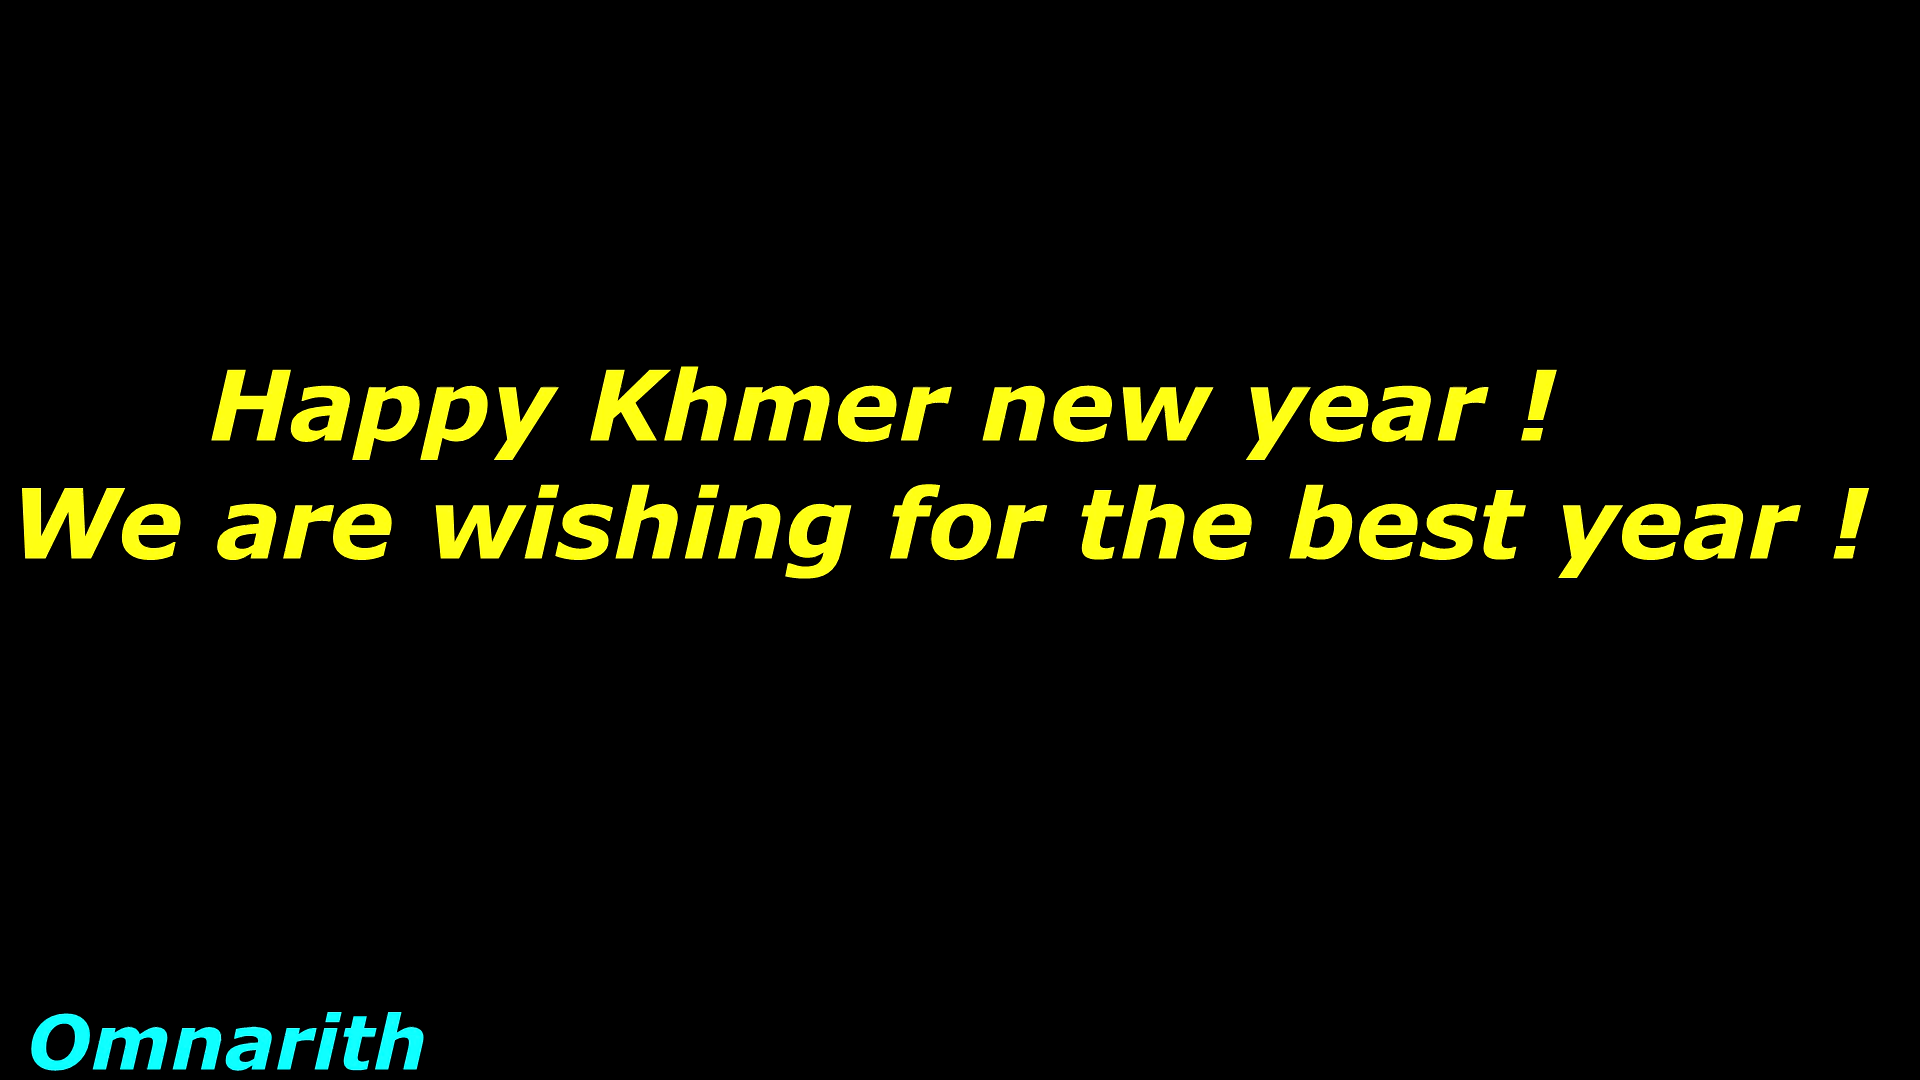 Happy Khmer new year !
We are wishing for the best year !
Omnarith